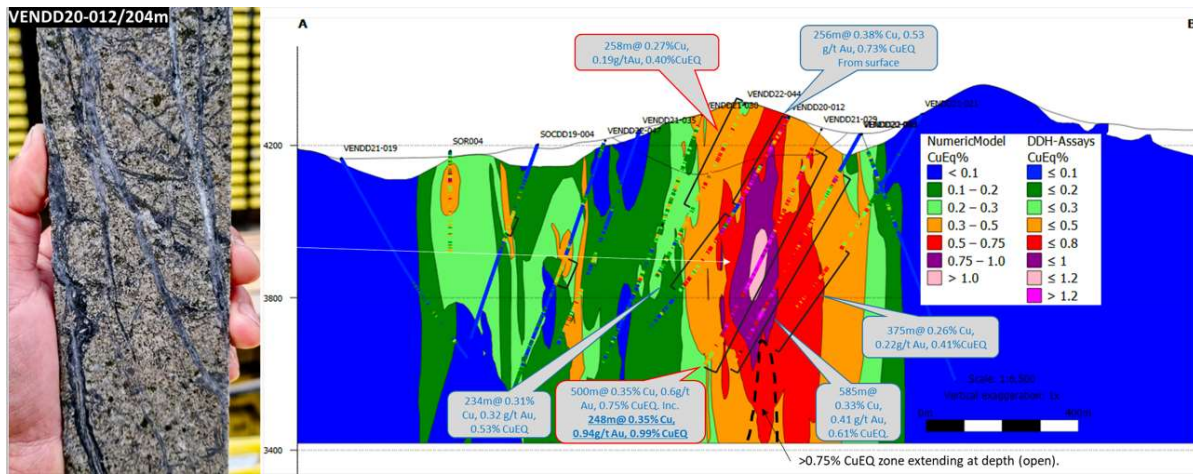 VENDD20-012/204m
A
258m@ 0.27%Cu,
0.19g/tAu, 0.40%CuEQ
256m@ 0.38% Cu, 0.53
g/t Au, 0.73% CuEQ
From surface
VENDD22-044
VENDD20-012
VENDD21-029
VENDD21-035
SOCDD19-004
SOR004
VENDD21-019
4200
3800
3400
NumericModel
CuEq%
< 0.1
0.1 – 0.2
0.2 – 0.3
0.3 – 0.5
0.5 – 0.75
0.75 – 1.0
> 1.0
DDH-Assays
CuEq%
≤ 0.1
≤ 0.2
≤ 0.3
≤ 0.5
≤ 0.8
≤ 1
≤ 1.2
> 1.2
375m@ 0.26% Cu,
0.22g/t Au, 0.41%CuEQ
234m@ 0.31%
Cu, 0.32 g/t Au,
0.53% CuEQ
500m@ 0.35% Cu, 0.6g/t
Au, 0.75% CuEQ. Inc.
248m@ 0.35% Cu,
0.94g/t Au, 0.99% CuEQ
585m@
0.33% Cu,
0.41 g/t Au,
0.61% CuEQ.
Vertical exaggeration: 1x
0m
400m
>0.75% CuEQ zone extending at depth (open).